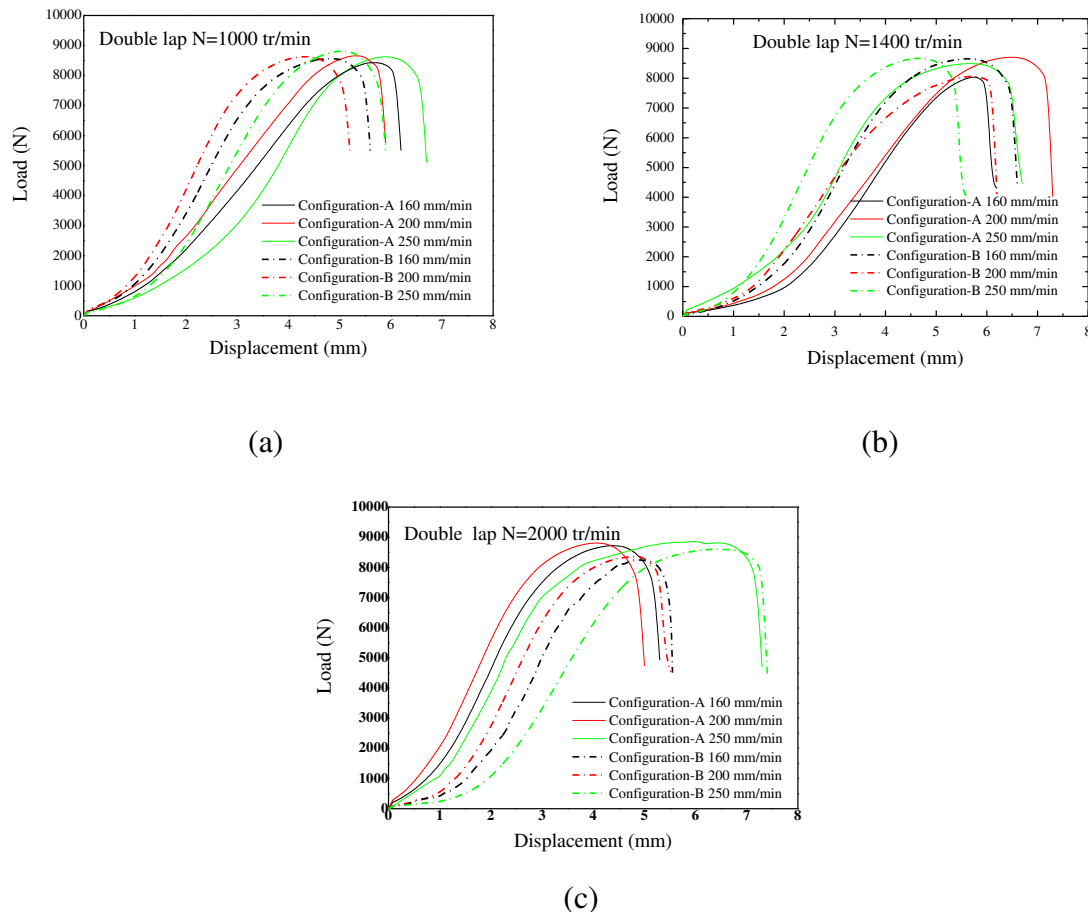 Double lap N=1000 tr/min
10000
9000
8000
7000
6000
5000
4000
3000
2000
1000
0
Load (N)
Configuration-A 160 mm/min
Configuration-A 200 mm/min
Configuration-A 250 mm/min
Configuration-B 160 mm/min
Configuration-B 200 mm/min
Configuration-B 250 mm/min
0 1 2 3 4 5 6 7 8
Displacement (mm)
(a)
Double lap N=1400 tr/min
10000
9000
8000
7000
6000
5000
4000
3000
2000
1000
0
Load (N)
Configuration-A 160 mm/min
Configuration-A 200 mm/min
Configuration-A 250 mm/min
Configuration-B 160 mm/min
Configuration-B 200 mm/min
Configuration-B 250 mm/min
0 1 2 3 4 5 6 7 8
Displacement (mm)
(b)
Double lap N=2000 tr/min
10000
9000
8000
7000
6000
5000
4000
3000
2000
1000
0
Load (N)
Configuration-A 160 mm/min
Configuration-A 200 mm/min
Configuration-A 250 mm/min
Configuration-B 160 mm/min
Configuration-B 200 mm/min
Configuration-B 250 mm/min
0 1 2 3 4 5 6 7 8
Displacement (mm)
(c)